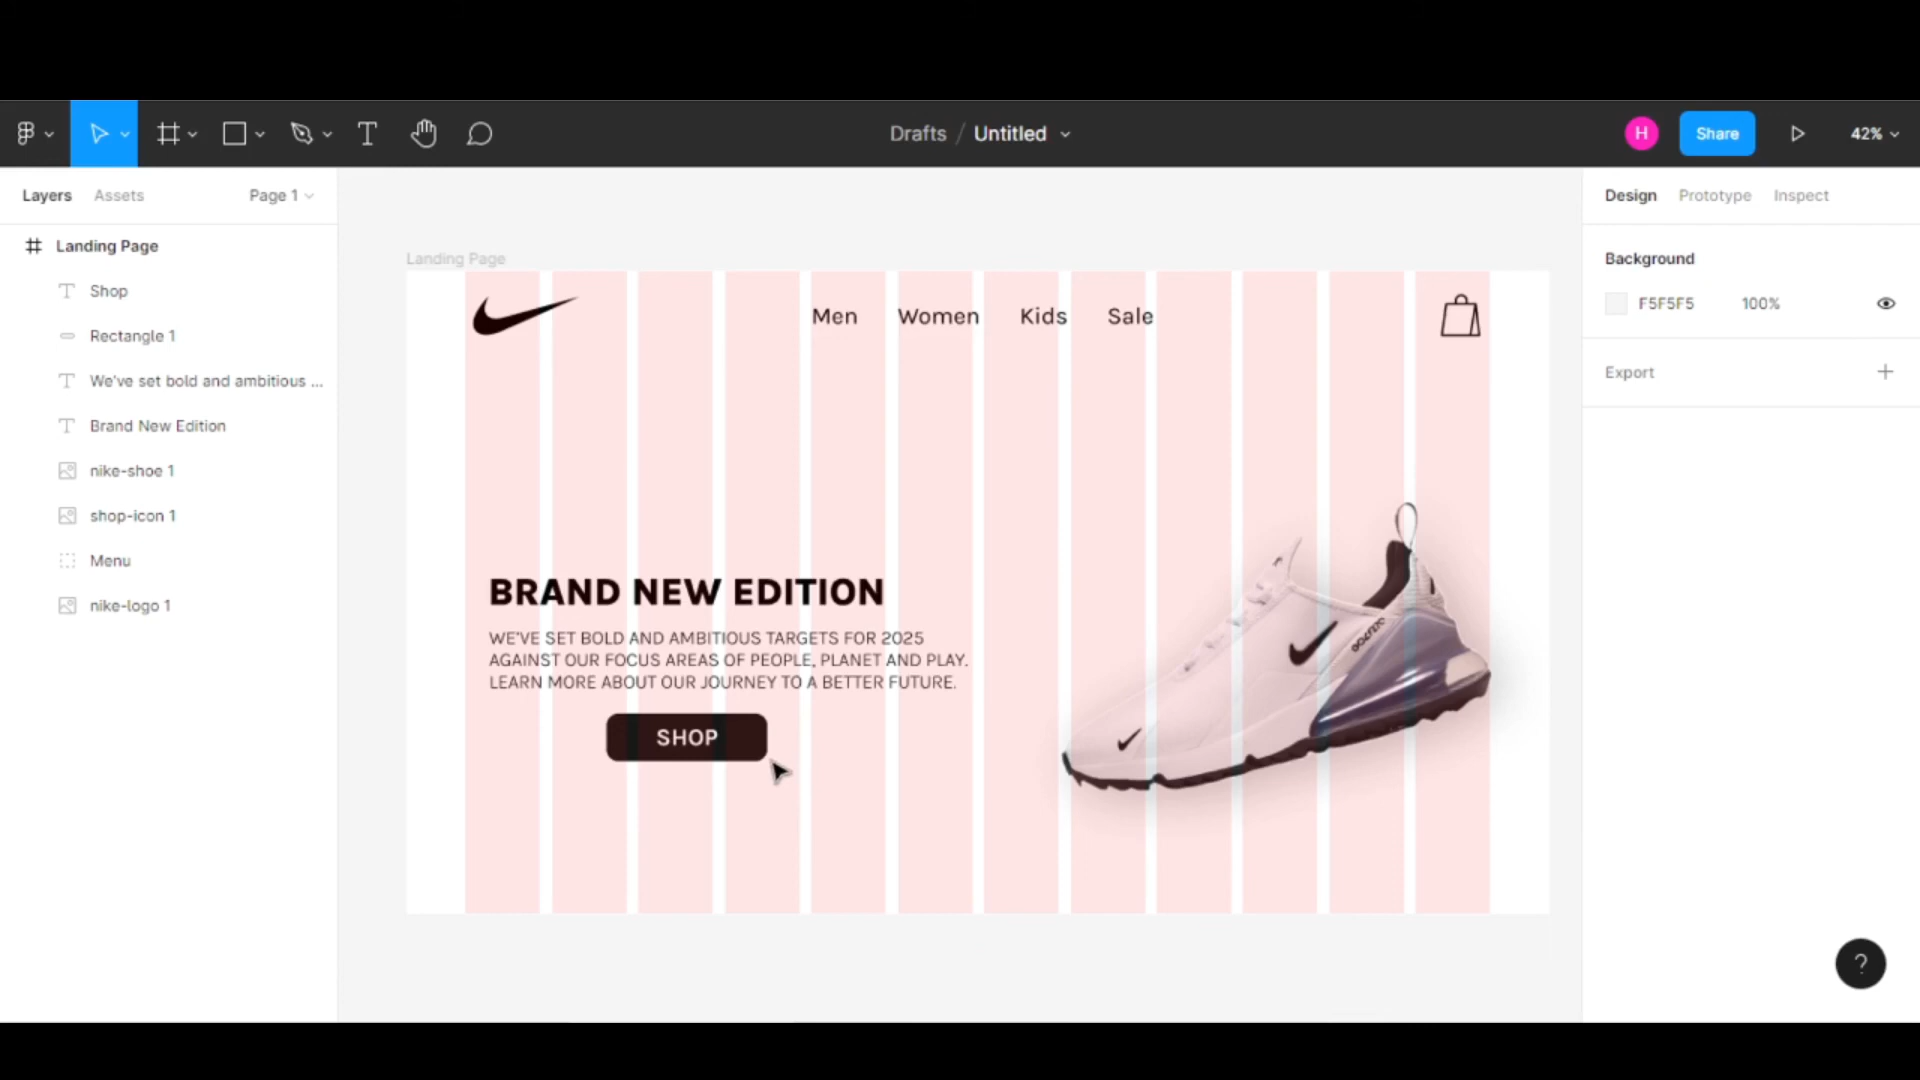 Drafts / Untitled
H
Share
42%
Layers
Assets
Page 1
Design
Prototype
Inspect
Landing Page
Shop
Rectangle 1
We've set bold and ambitious ...
Brand New Edition
nike-shoe 1
shop-icon 1
Menu
nike-logo 1
Landing Page
Men
Women
Kids
Sale
BRAND NEW EDITION
WE'VE SET BOLD AND AMBITIOUS TARGETS FOR 2025
AGAINST OUR FOCUS AREAS OF PEOPLE, PLANET AND PLAY.
LEARN MORE ABOUT OUR JOURNEY TO A BETTER FUTURE.
SHOP
Background
F5F5F5
100%
Export
?